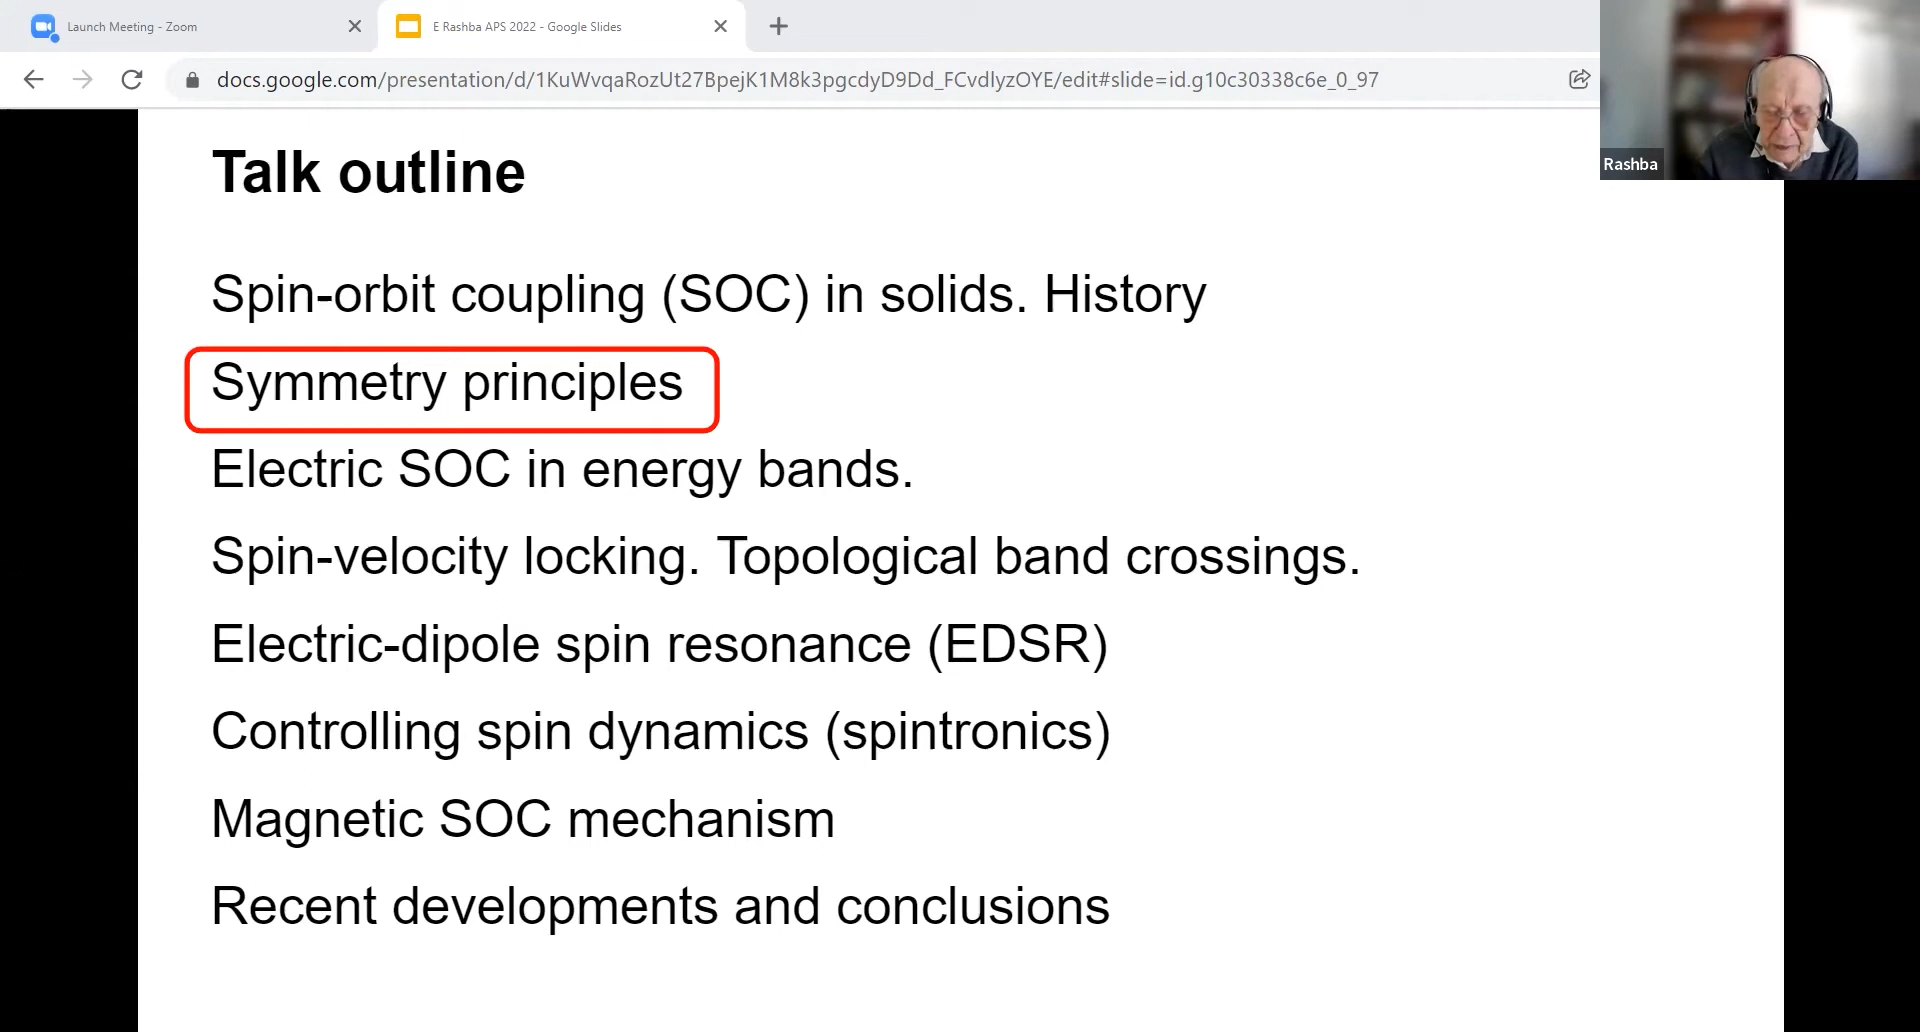 Launch Meeting - Zoom
E Rashba APS 2022 - Google Slides
docs.google.com/presentation/d/1KuWvqaRozUt27BpejK1M8k3pgcdyD9Dd_FCvdlyzOYE/edit#slide=id.g10c30338c6e_0_97
Rashba
Talk outline
Spin-orbit coupling (SOC) in solids. History
Symmetry principles
Electric SOC in energy bands.
Spin-velocity locking. Topological band crossings.
Electric-dipole spin resonance (EDSR)
Controlling spin dynamics (spintronics)
Magnetic SOC mechanism
Recent developments and conclusions